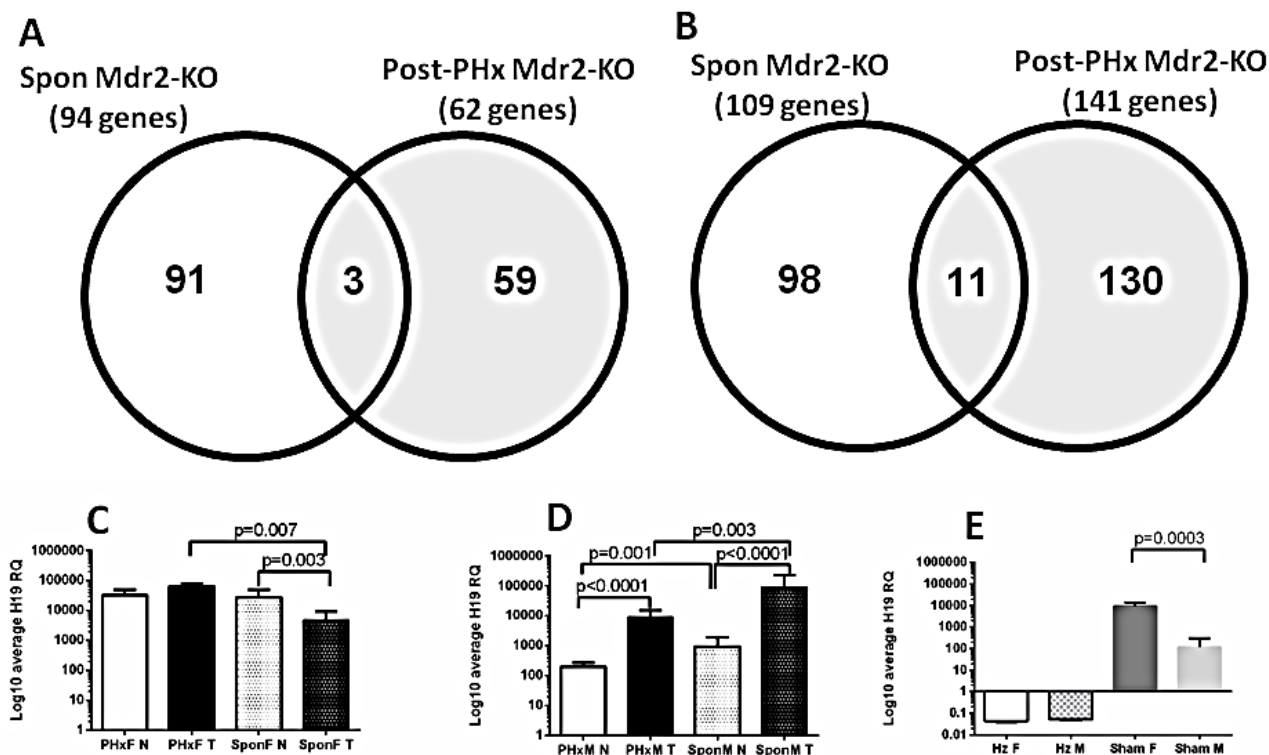 A
B
Spon Mdr2-KO
(94 genes)
Post-PHx Mdr2-KO
(62 genes)
Spon Mdr2-KO
(109 genes)
Post-PHx Mdr2-KO
(141 genes)
91
3
59
98
11
130
C
p=0.007
p=0.003
Log10 average H19 RQ
1000000
100000
10000
1000
100
10
1
PHxF N
PHxF T
SponF N
SponF T
D
p=0.003
p=0.001
p<0.0001
p<0.0001
Log10 average H19 RQ
1000000
100000
10000
1000
100
10
1
PHxM N
PHxM T
SponM N
SponM T
E
p=0.0003
Log10 average H19 RQ
1000000
100000
10000
1000
100
10
1
0.1
0.01
Hz F
Hz M
Sham F
Sham M